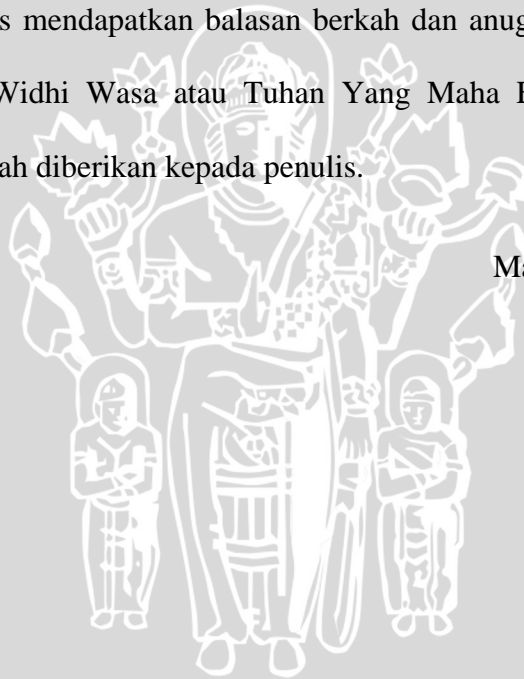 s mendapatkan balasan berkah dan anug
Widhi Wasa atau Tuhan Yang Maha
ah diberikan kepada penulis.
Ma